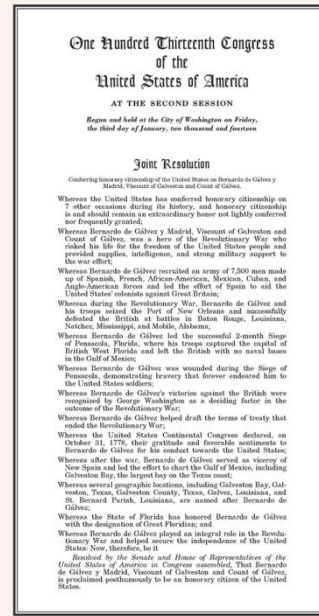 One Hundred Thirteenth Congress
of the
United States of America
AT THE SECOND SESSION
Begun and held at the City of Washington on Friday,
the third day of January, two thousand and fourteen
Joint Resolution
Conferring honorary citizenship of the United States on Bernardo de Gálvez y
Madrid, Viscount of Galveston and Count of Gálvez.
Whereas the United States has conferred honorary citizenship on
7 other occasions during its history, and honorary citizenship
is and should remain an extraordinary honor not lightly conferred
nor frequently granted;
Whereas Bernardo de Gálvez y Madrid, Viscount of Galveston and
Count of Gálvez, was a hero of the Revolutionary War who
risked his life for the freedom of the United States people and
provided supplies, intelligence, and strong military support to
the war effort;
Whereas Bernardo de Gálvez recruited an army of 7,500 men made
up of Spanish, French, African-American, Mexican, Cuban, and
Anglo-American forces and led the effort of Spain to aid the
United States' colonists against Great Britain;
Whereas during the Revolutionary War, Bernardo de Gálvez and
his troops seized the Port of New Orleans and successfully
defeated the British at battles in Baton Rouge, Louisiana,
Natchez, Mississippi, and Mobile, Alabama;
Whereas Bernardo de Gálvez led the successful 2-month Siege
of Pensacola, Florida, where his troops captured the capital of
British West Florida and left the British with no naval bases
in the Gulf of Mexico;
Whereas Bernardo de Gálvez was wounded during the Siege of
Pensacola, demonstrating bravery that forever endeared him to
the United States soldiers;
Whereas Bernardo de Gálvez's victories against the British were
recognized by George Washington as a deciding factor in the
outcome of the Revolutionary War;
Whereas Bernardo de Gálvez helped draft the terms of treaty that
ended the Revolutionary War;
Whereas the United States Continental Congress declared, on
October 31, 1778, their gratitude and favorable sentiments to
Bernardo de Gálvez for his conduct towards the United States;
Whereas after the war, Bernardo de Gálvez served as viceroy of
New Spain and led the effort to chart the Gulf of Mexico, including
Galveston Bay, the largest bay on the Texas coast;
Whereas several geographic locations, including Galveston Bay, Gal-
veston, Texas, Galveston County, Texas, Galvez, Louisiana, and
St. Bernard Parish, Louisiana, are named after Bernardo de
Gálvez;
Whereas the State of Florida has honored Bernardo de Gálvez
with the designation of Great Floridian; and
Whereas Bernardo de Gálvez played an integral role in the Revolu-
tionary War and helped secure the independence of the United
States: Now, therefore, be it
Resolved by the Senate and House of Representatives of the
United States of America in Congress assembled, That Bernardo
de Gálvez y Madrid, Viscount of Galveston and Count of Gálvez,
is proclaimed posthumously to be an honorary citizen of the United
States.